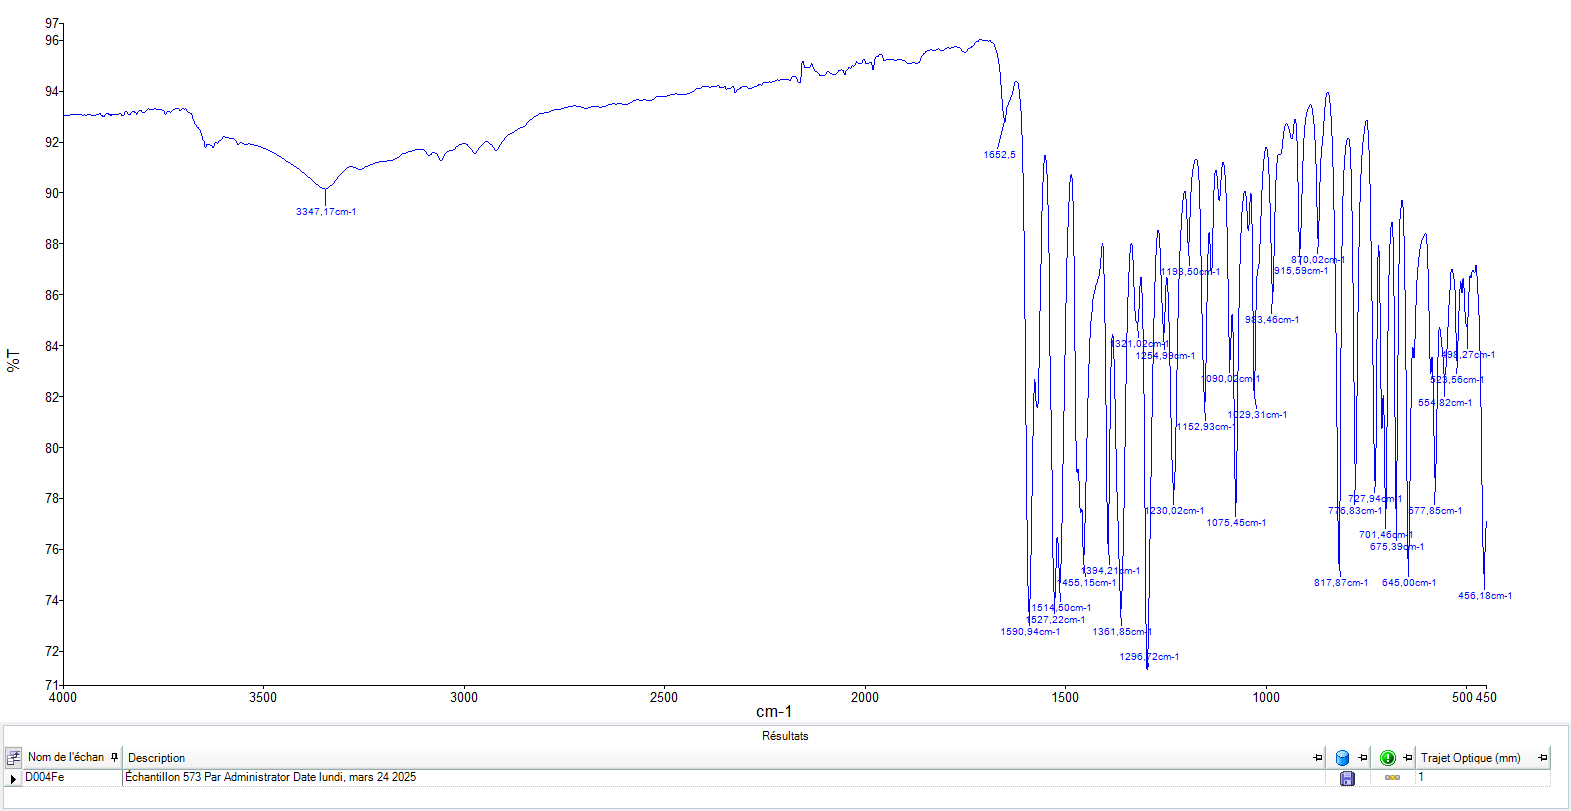 97
96
94
92
90
88
86
84
82
80
78
76
74
72
71
%T
4000
3500
3000
2500
2000
1500
1000
500
450
cm-1
3347,17cm-1
1652,5
1590,94cm-1
1527,22cm-1
1514,50cm-1
1455,15cm-1
1394,21cm-1
1361,85cm-1
1321,02cm-1
1296,72cm-1
1254,99cm-1
1230,02cm-1
1193,50cm-1
1152,93cm-1
1090,02cm-1
1075,45cm-1
1029,31cm-1
983,46cm-1
915,59cm-1
870,02cm-1
817,87cm-1
775,83cm-1
727,94cm-1
701,46cm-1
675,39cm-1
645,00cm-1
577,85cm-1
554,82cm-1
523,56cm-1
498,27cm-1
456,18cm-1
Résultats
Nom de l'échan Description Trajet Optique (mm)
D004Fe Échantillon 573 Par Administrator Date lundi, mars 24 2025 1